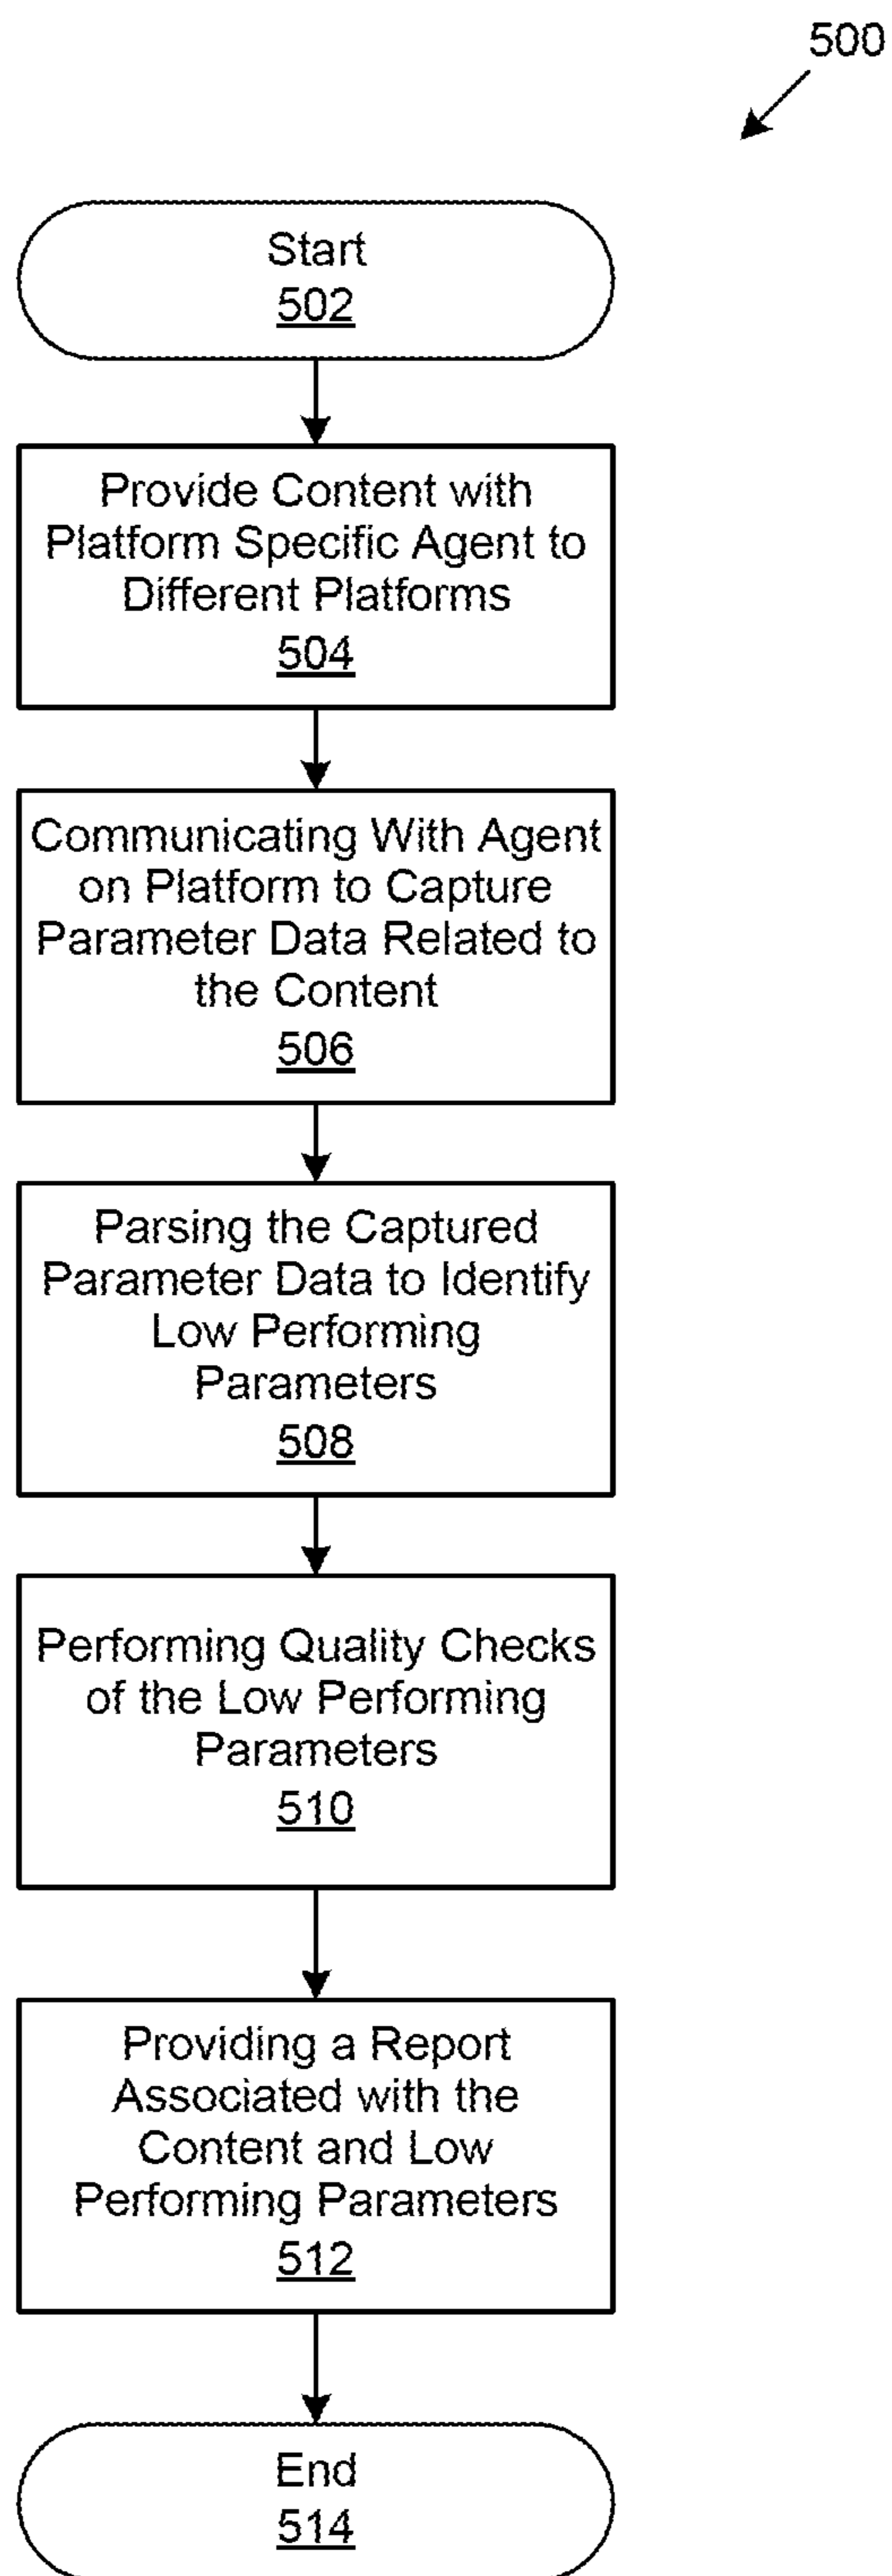 500
Start
502
Provide Content with
Platform Specific Agent to
Different Platforms
504
Communicating With Agent
on Platform to Capture
Parameter Data Related to
the Content
506
Parsing the Captured
Parameter Data to Identify
Low Performing
Parameters
508
Performing Quality Checks
of the Low Performing
Parameters
510
Providing a Report
Associated with the
Content and Low
Performing Parameters
512
End
514